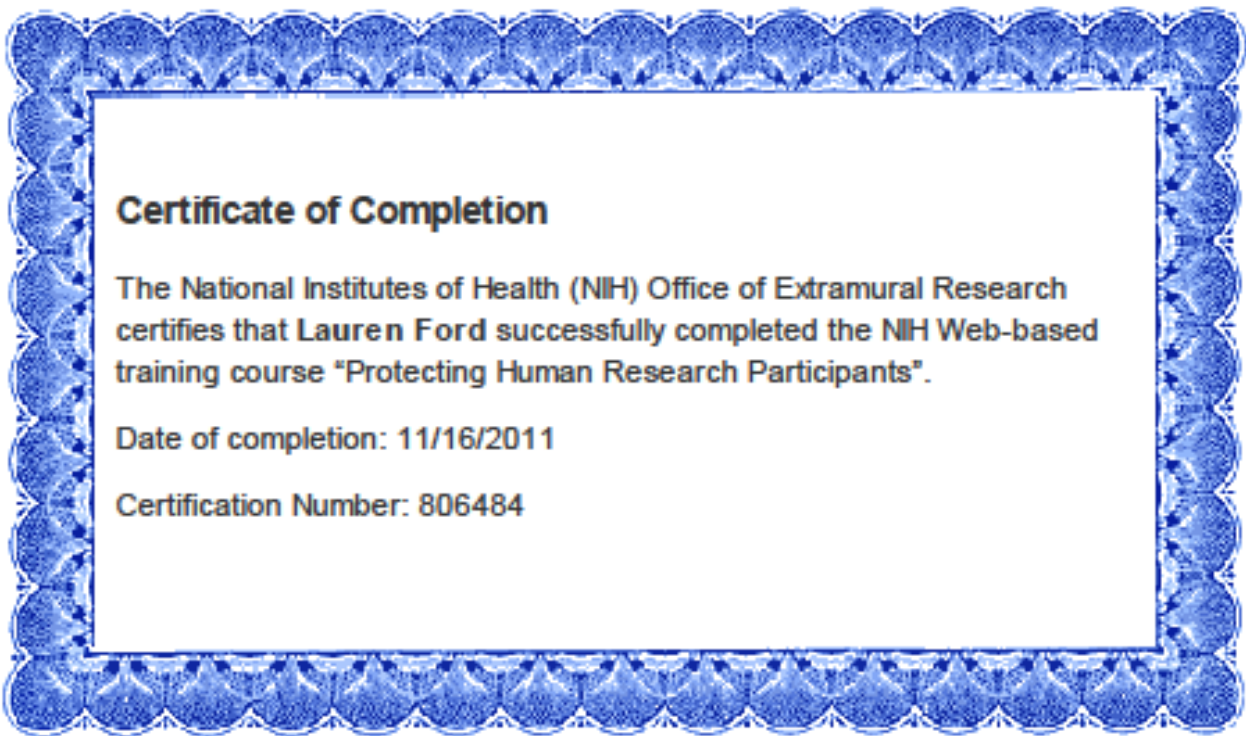 Certificate of Completion
The National Institutes of Health (NIH) Office of Extramural Research
certifies that Lauren Ford successfully completed the NIH Web-based
training course “Protecting Human Research Participants”.
Date of completion: 11/16/2011
Certification Number: 806484